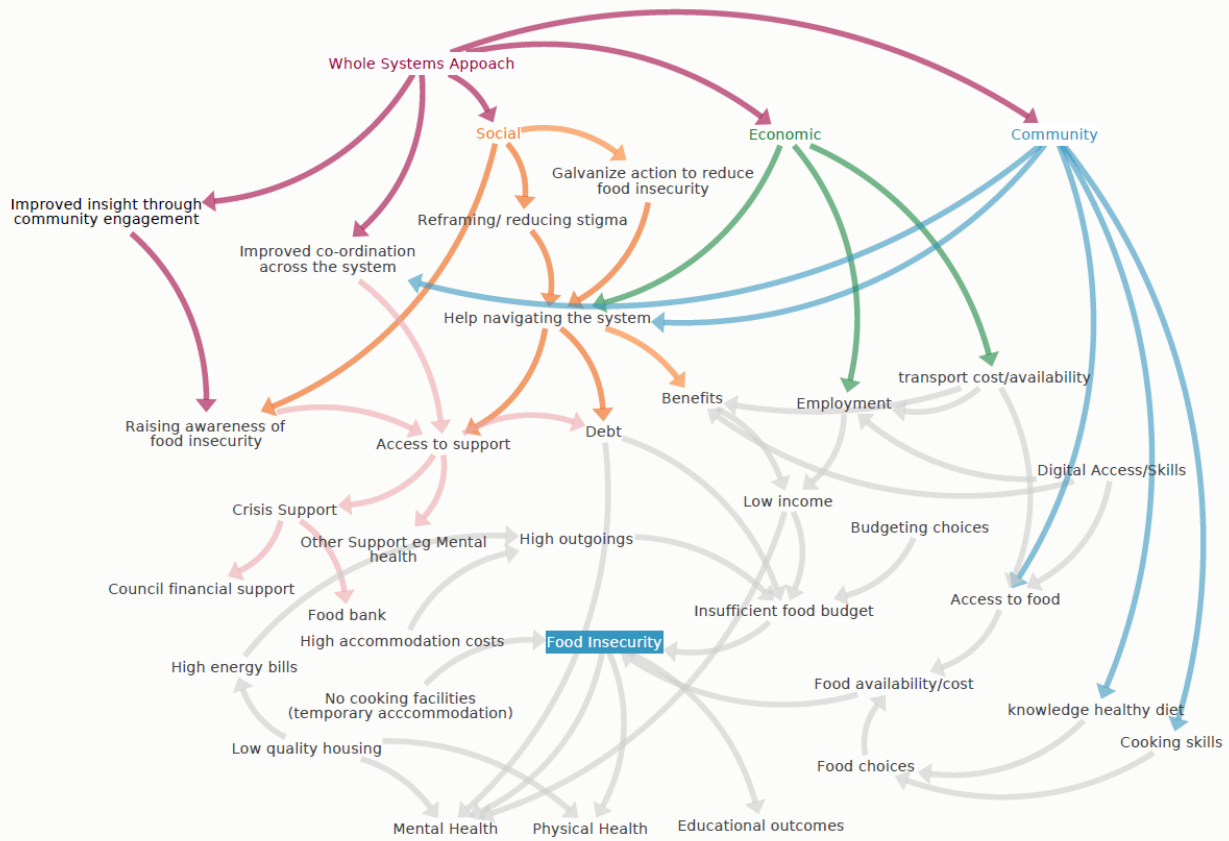 Whole Systems Appoach
Social
Economic
Community
Galvanize action to reduce
food insecurity
Improved insight through
community engagement
Reframing/ reducing stigma
Improved co-ordination
across the system
Help navigating the system
transport cost/availability
Benefits
Employment
Raising awareness of
food insecurity
Access to support
Debt
Digital Access/Skills
Low income
Crisis Support
Budgeting choices
Other Support eg Mental
health
High outgoings
Council financial support
Access to food
Food bank
Insufficient food budget
High accommodation costs
Food Insecurity
High energy bills
Food availability/cost
No cooking facilities
(temporary acccommodation)
knowledge healthy diet
Low quality housing
Cooking skills
Food choices
Mental Health
Physical Health
Educational outcomes